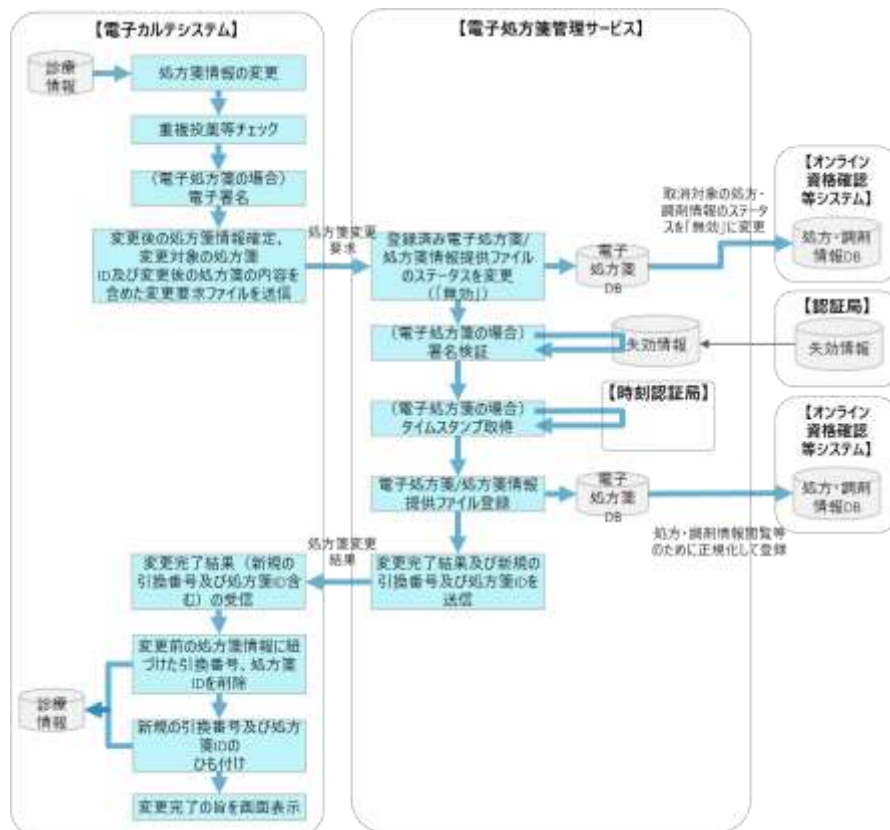 【電子カルテシステム】
診療
情報
処方箋情報の変更
重複投薬等チェック
(電子処方箋の場合)
電子署名
変更後の処方箋情報確定、
変更対象の処方箋
ID及び変更後の処方箋の内容を
含めた変更要求ファイルを送信
処方箋変更
要求
【電子処方箋管理サービス】
登録済み電子処方箋/
処方箋情報提供ファイル
のステータスを変更
(「無効」)
電子
処方箋
DB
取消対象の処方・
調剤情報のステータ
スを「無効」に変更
【オンライン
資格確認
等システム】
処方・調剤
情報DB
(電子処方箋の場合)
署名検証
失効情報
【認証局】
失効情報
(電子処方箋の場合)
タイムスタンプ取得
【時刻認証局】
電子処方箋/処方箋情報
提供ファイル登録
電子
処方箋
DB
処方・調剤情報閲覧等
のために正規化して登録
【オンライン
資格確認
等システム】
処方・調剤
情報DB
変更完了結果及び新規の
引換番号及び処方箋IDを
送信
処方箋変更
結果
変更完了結果(新規の
引換番号及び処方箋ID含
む)の受信
変更前の処方箋情報に紐
づけた引換番号、処方箋
IDを削除
診療
情報
新規の引換番号及び処方
箋IDの
ひも付け
変更完了の旨を画面表示